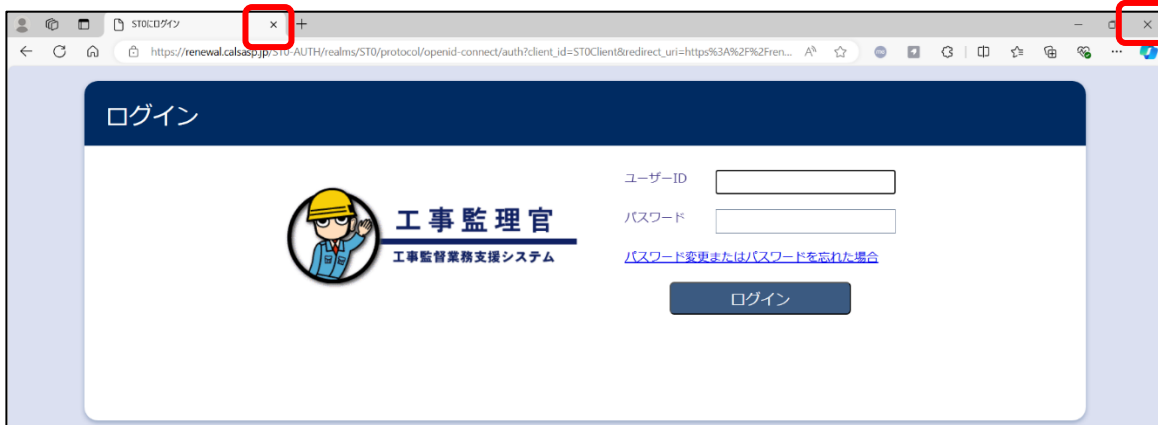 ST0にログイン
https://renewal.calsasp.jp/ST0-AUTH/realms/ST0/protocol/openid-connect/auth?client_id=ST0Client&redirect_uri=https%3A%2F%2Fren...
ログイン
ユーザーID
工事監理官
パスワード
工事監督業務支援システム
パスワード変更またはパスワードを忘れた場合
ログイン